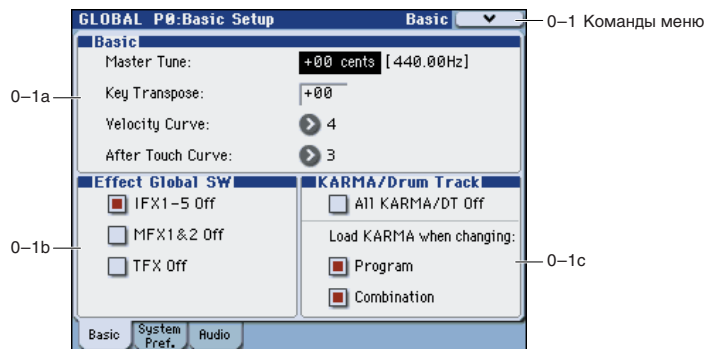 GLOBAL P0:Basic Setup Basic
0–1 Команды меню
Basic
Master Tune: +00 cents [440.00Hz]
0–1a
Key Transpose: +00
Velocity Curve: 4
After Touch Curve: 3
Effect Global SW
IFX1-5 Off
MFX1&2 Off
TFX Off
0–1b
KARMA/Drum Track
All KARMA/DT Off
Load KARMA when changing:
Program
Combination
0–1c
Basic
System Pref.
Audio